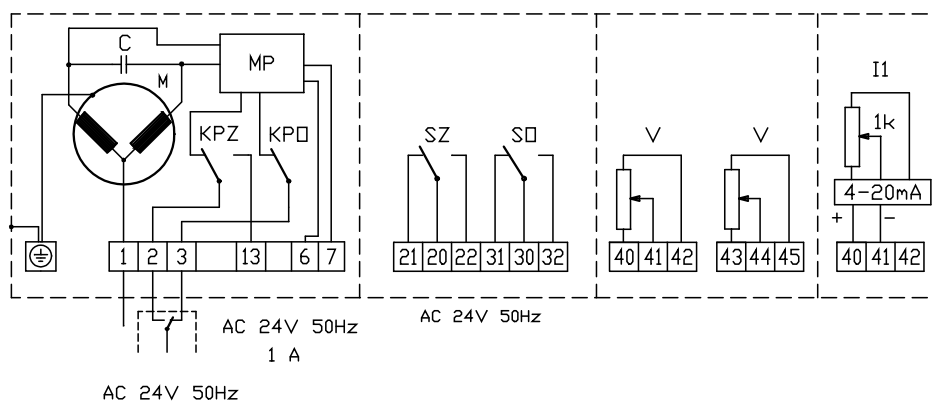 C
MP
M
KPZ
KPO
1 2 3 13 6 7
AC 24V 50Hz
1 A
AC 24V 50Hz
SZ
SO
21 20 22 31 30 32
AC 24V 50Hz
V
V
40 41 42
43 44 45
I1
1k
4-20mA
+
-
40 41 42